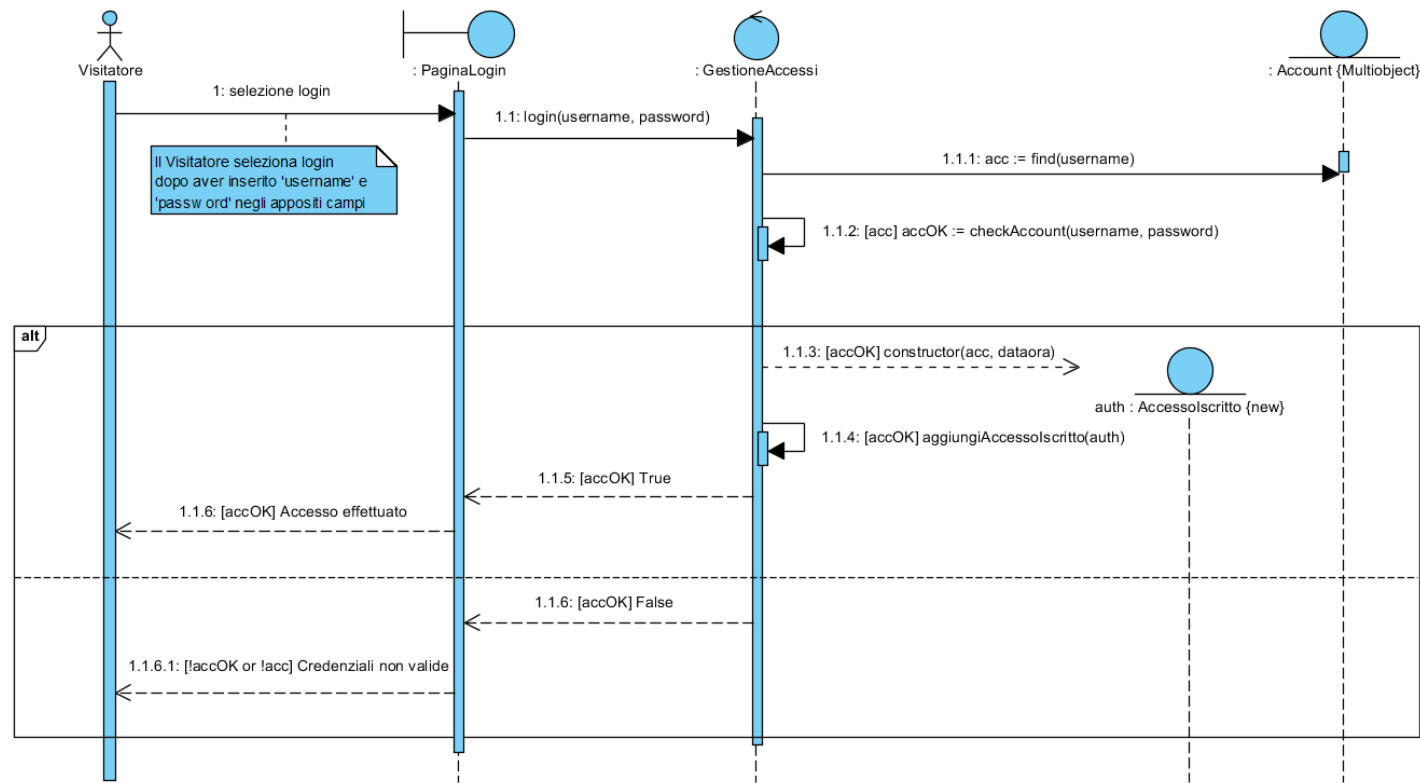 Visitatore
: PaginaLogin
: GestioneAccessi
: Account {Multiobject}
1: selezione login
1.1: login(username, password)
Il Visitatore seleziona login
dopo aver inserito 'username' e
'passw ord' negli appositi campi
1.1.1: acc := find(username)
1.1.2: [acc] accOK := checkAccount(username, password)
alt
1.1.3: [accOK] constructor(acc, dataora)
auth : AccessoIscritto {new}
1.1.4: [accOK] aggiungiAccessoIscritto(auth)
1.1.5: [accOK] True
1.1.6: [accOK] Accesso effettuato
1.1.6: [accOK] False
1.1.6.1: [!accOK or !acc] Credenziali non valide